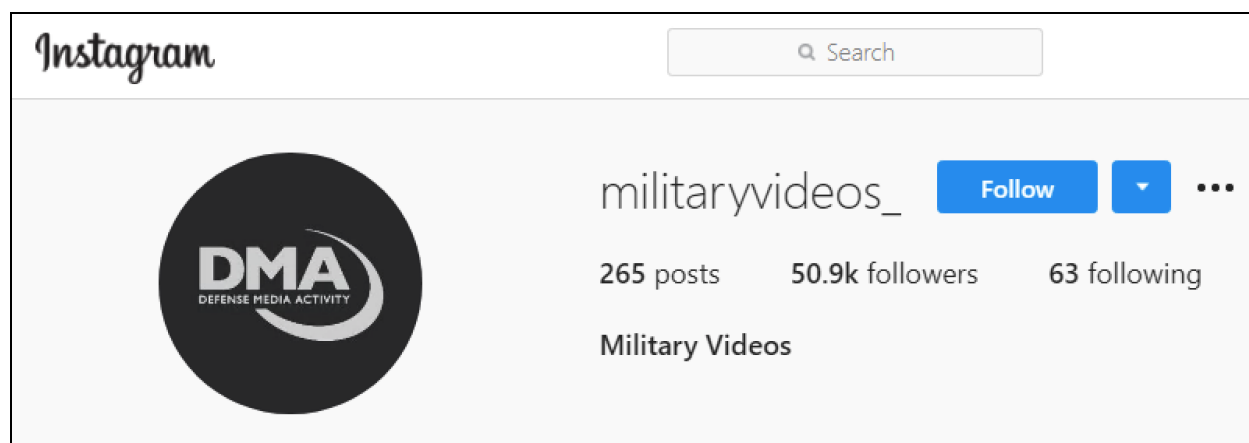 Instagram
Search
militaryvideos_ Follow
265 posts 50.9k followers 63 following
DMA
DEFENSE MEDIA ACTIVITY
Military Videos